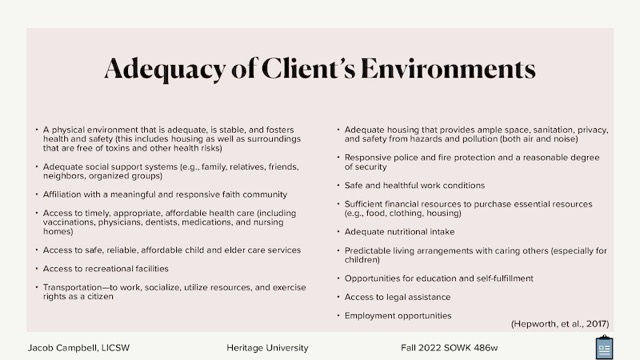 Adequacy of Client's Environments
• A physical environment that is adequate, is stable, and fosters
health and safety (this includes housing as well as surroundings
that are free of toxins and other health risks)
• Adequate social support systems (e.g., family, relatives, friends,
neighbors, organized groups)
• Affiliation with a meaningful and responsive faith community
• Access to timely, appropriate, affordable health care (including
vaccinations, physicians, dentists, medications, and nursing
homes)
• Access to safe, reliable, affordable child and elder care services
• Access to recreational facilities
• Transportation—to work, socialize, utilize resources, and exercise
rights as a citizen
• Adequate housing that provides ample space, sanitation, privacy,
and safety from hazards and pollution (both air and noise)
• Responsive police and fire protection and a reasonable degree
of security
• Safe and healthful work conditions
• Sufficient financial resources to purchase essential resources
(e.g., food, clothing, housing)
• Adequate nutritional intake
• Predictable living arrangements with caring others (especially for
children)
• Opportunities for education and self-fulfillment
• Access to legal assistance
• Employment opportunities
(Hepworth, et al., 2017)
Jacob Campbell, LICSW
Heritage University
Fall 2022 SOWK 486w